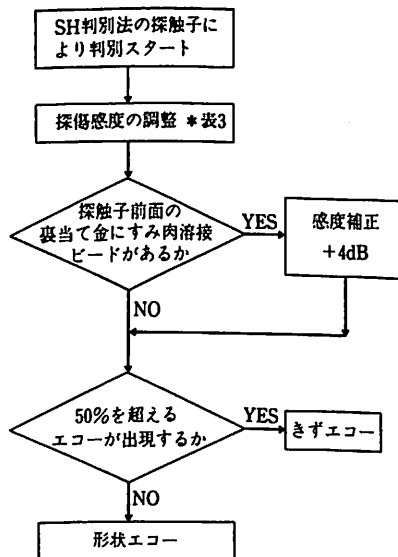 SH判別法の探触子に
より判別スタート
探傷感度の調整 *表3
探触子前面の
裏当て金にすみ肉溶接
ビードがあるか
YES
感度補正
+4dB
NO
50%を超える
エコーが出現するか
YES
きずエコー
NO
形状エコー